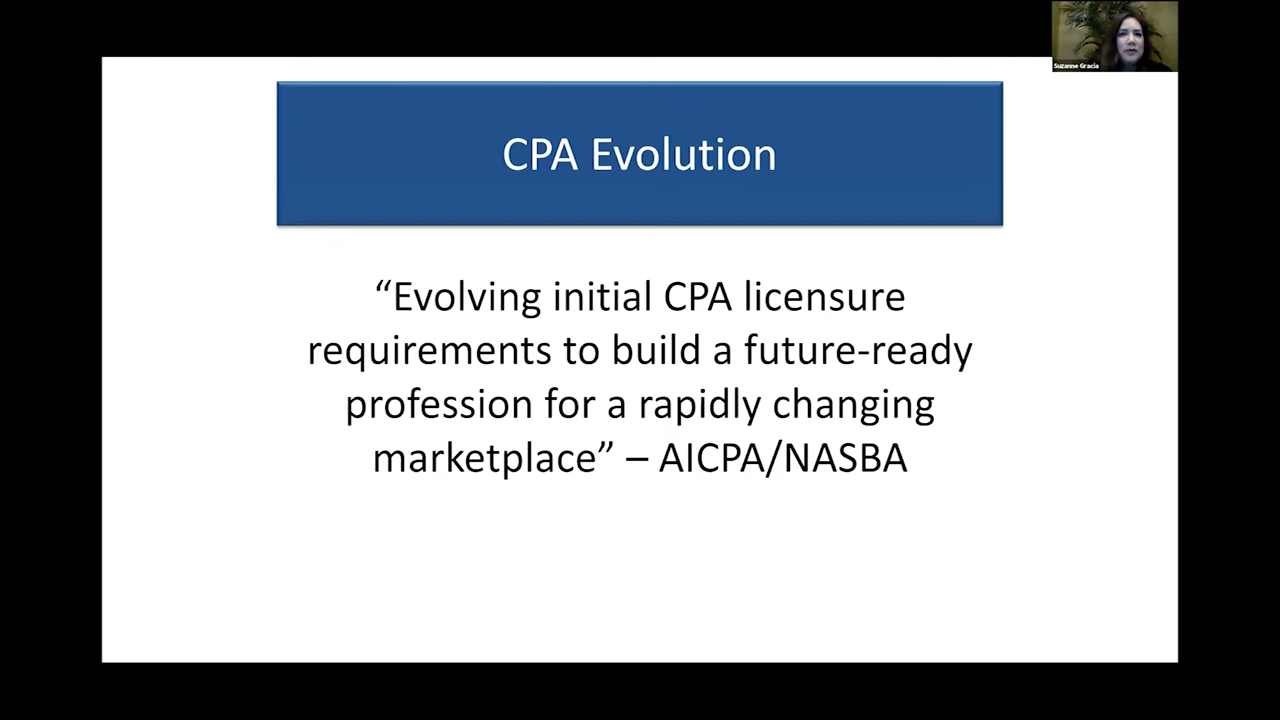 Suzanne Gracia
CPA Evolution
“Evolving initial CPA licensure
requirements to build a future-ready
profession for a rapidly changing
marketplace” – AICPA/NASBA